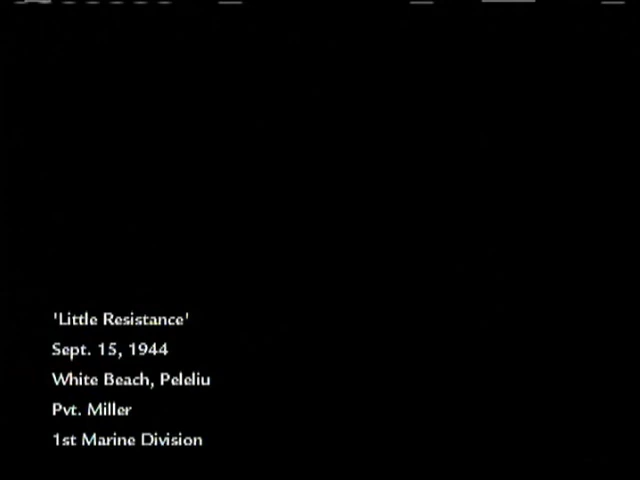 'Little Resistance'
Sept. 15, 1944
White Beach, Peleliu
Pvt. Miller
1st Marine Division